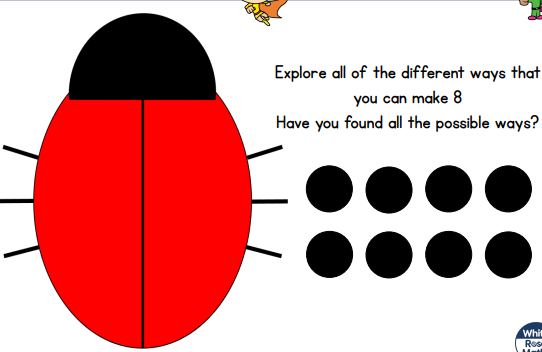 Explore all of the different ways that
you can make 8
Have you found all the possible ways?